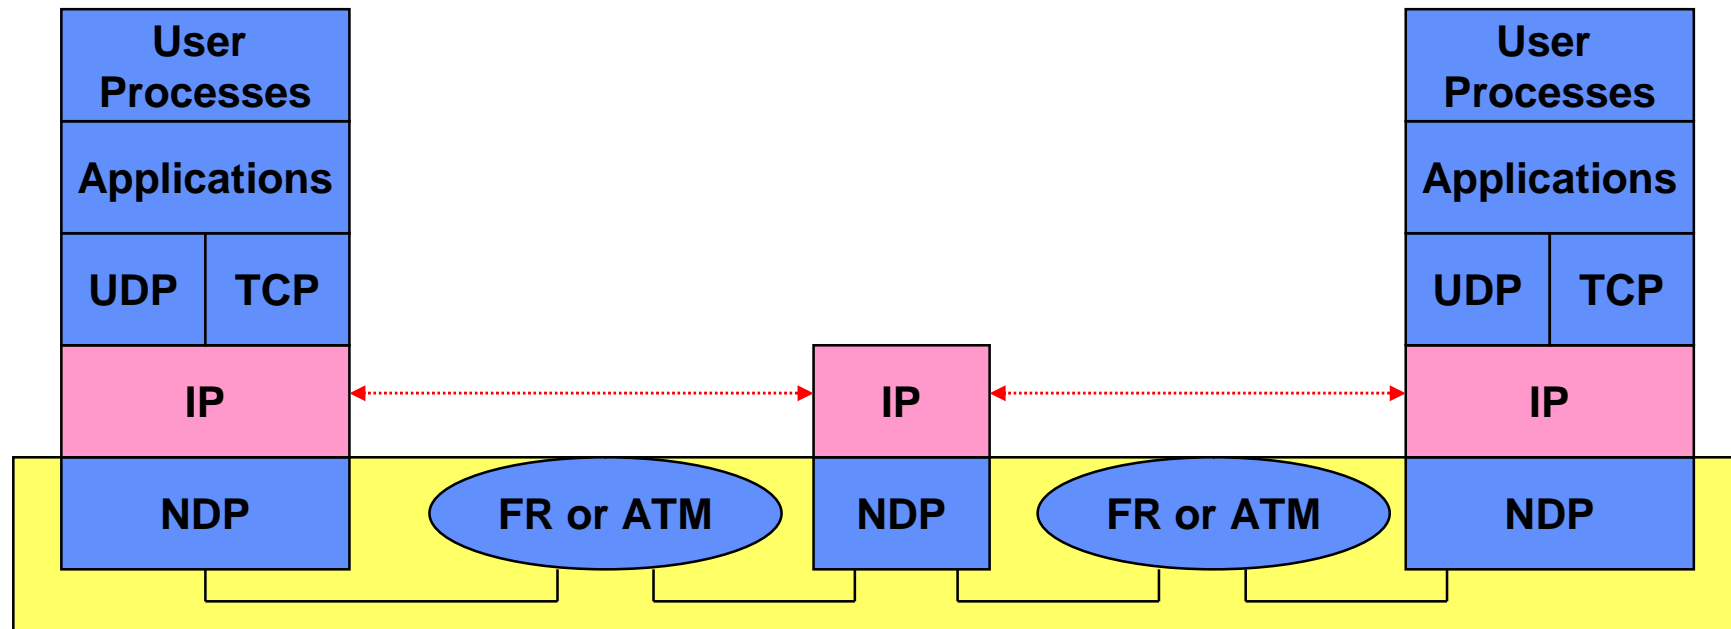 User
Processes
Applications
UDP TCP
IP
NDP
FR or ATM
IP
NDP
FR or ATM
User
Processes
Applications
UDP TCP
IP
NDP